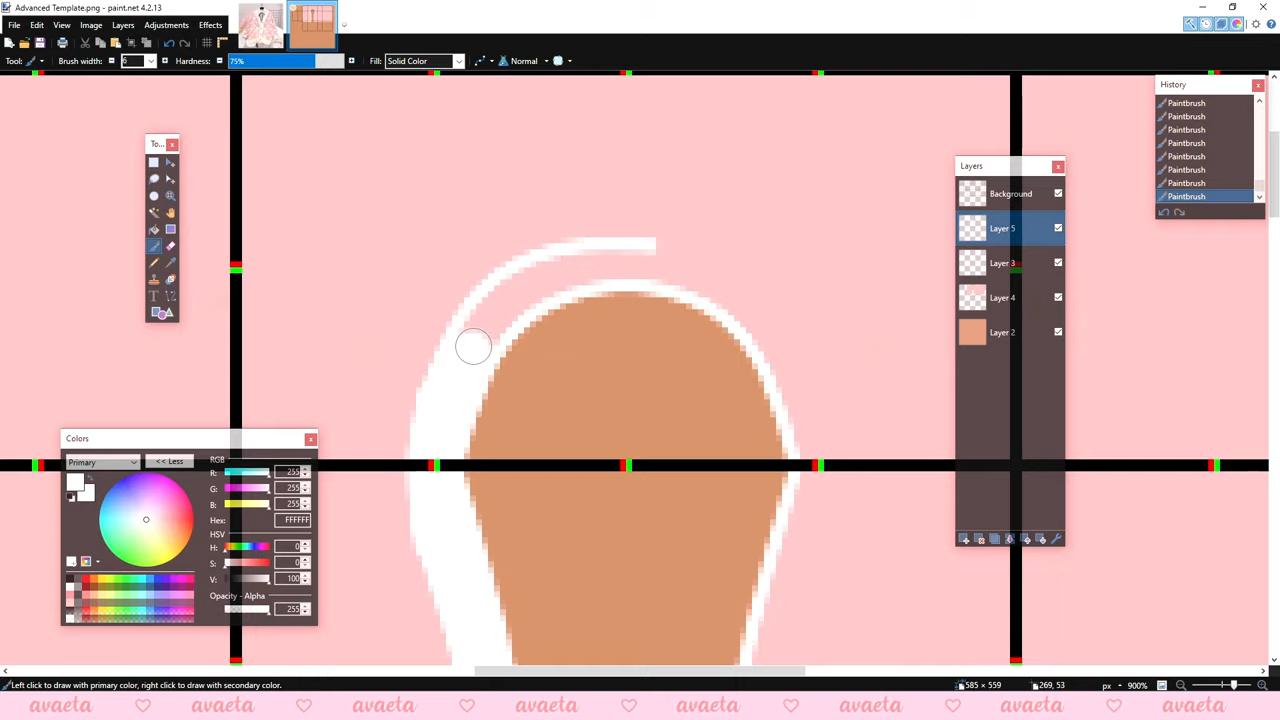 Advanced Template.png - paint.net 4.2.13
File Edit View Image Layers Adjustments Effects
Tool: Brush width: 6 Hardness: 75% Fill: Solid Color Normal
To...
History
Paintbrush
Paintbrush
Paintbrush
Paintbrush
Paintbrush
Paintbrush
Paintbrush
Paintbrush
Layers
Background
Layer 5
Layer 3
Layer 4
Layer 2
Colors
Primary << Less
RGB
R: 255
G: 255
B: 255
Hex: FFFFFF
HSV
H: 0
S: 0
V: 100
Opacity - Alpha
255
Left click to draw with primary color, right click to draw with secondary color. 585 × 559 269, 53 px 900%
avaeta avaeta avaeta avaeta avaeta avaeta avaeta avaeta